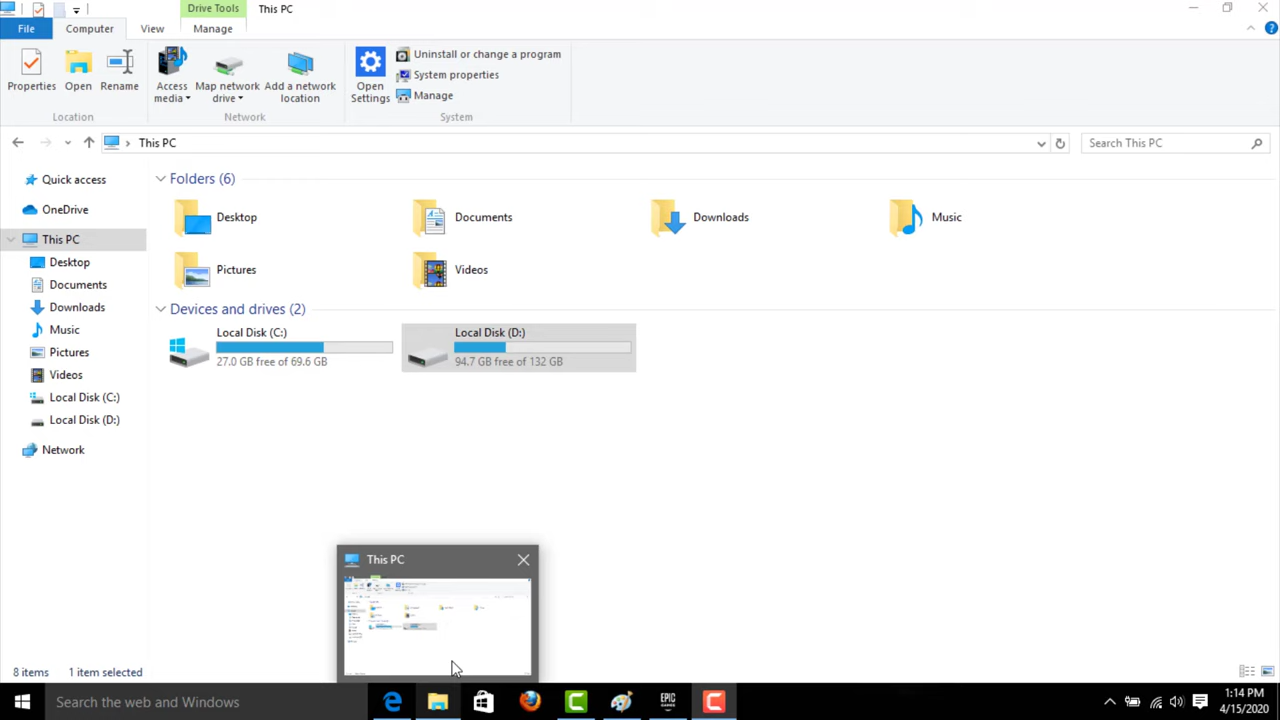 Drive Tools
This PC
File
Computer
View
Manage
Properties
Open
Rename
Location
Access media
Map network drive
Add a network location
Network
Open Settings
Uninstall or change a program
System properties
Manage
System
This PC
Search This PC
Quick access
OneDrive
This PC
Desktop
Documents
Downloads
Music
Pictures
Videos
Local Disk (C:)
Local Disk (D:)
Network
Folders (6)
Desktop
Documents
Downloads
Music
Pictures
Videos
Devices and drives (2)
Local Disk (C:)
27.0 GB free of 69.6 GB
Local Disk (D:)
94.7 GB free of 132 GB
This PC
8 items
1 item selected
Search the web and Windows
EPIC
GAMES
1:14 PM
4/15/2020